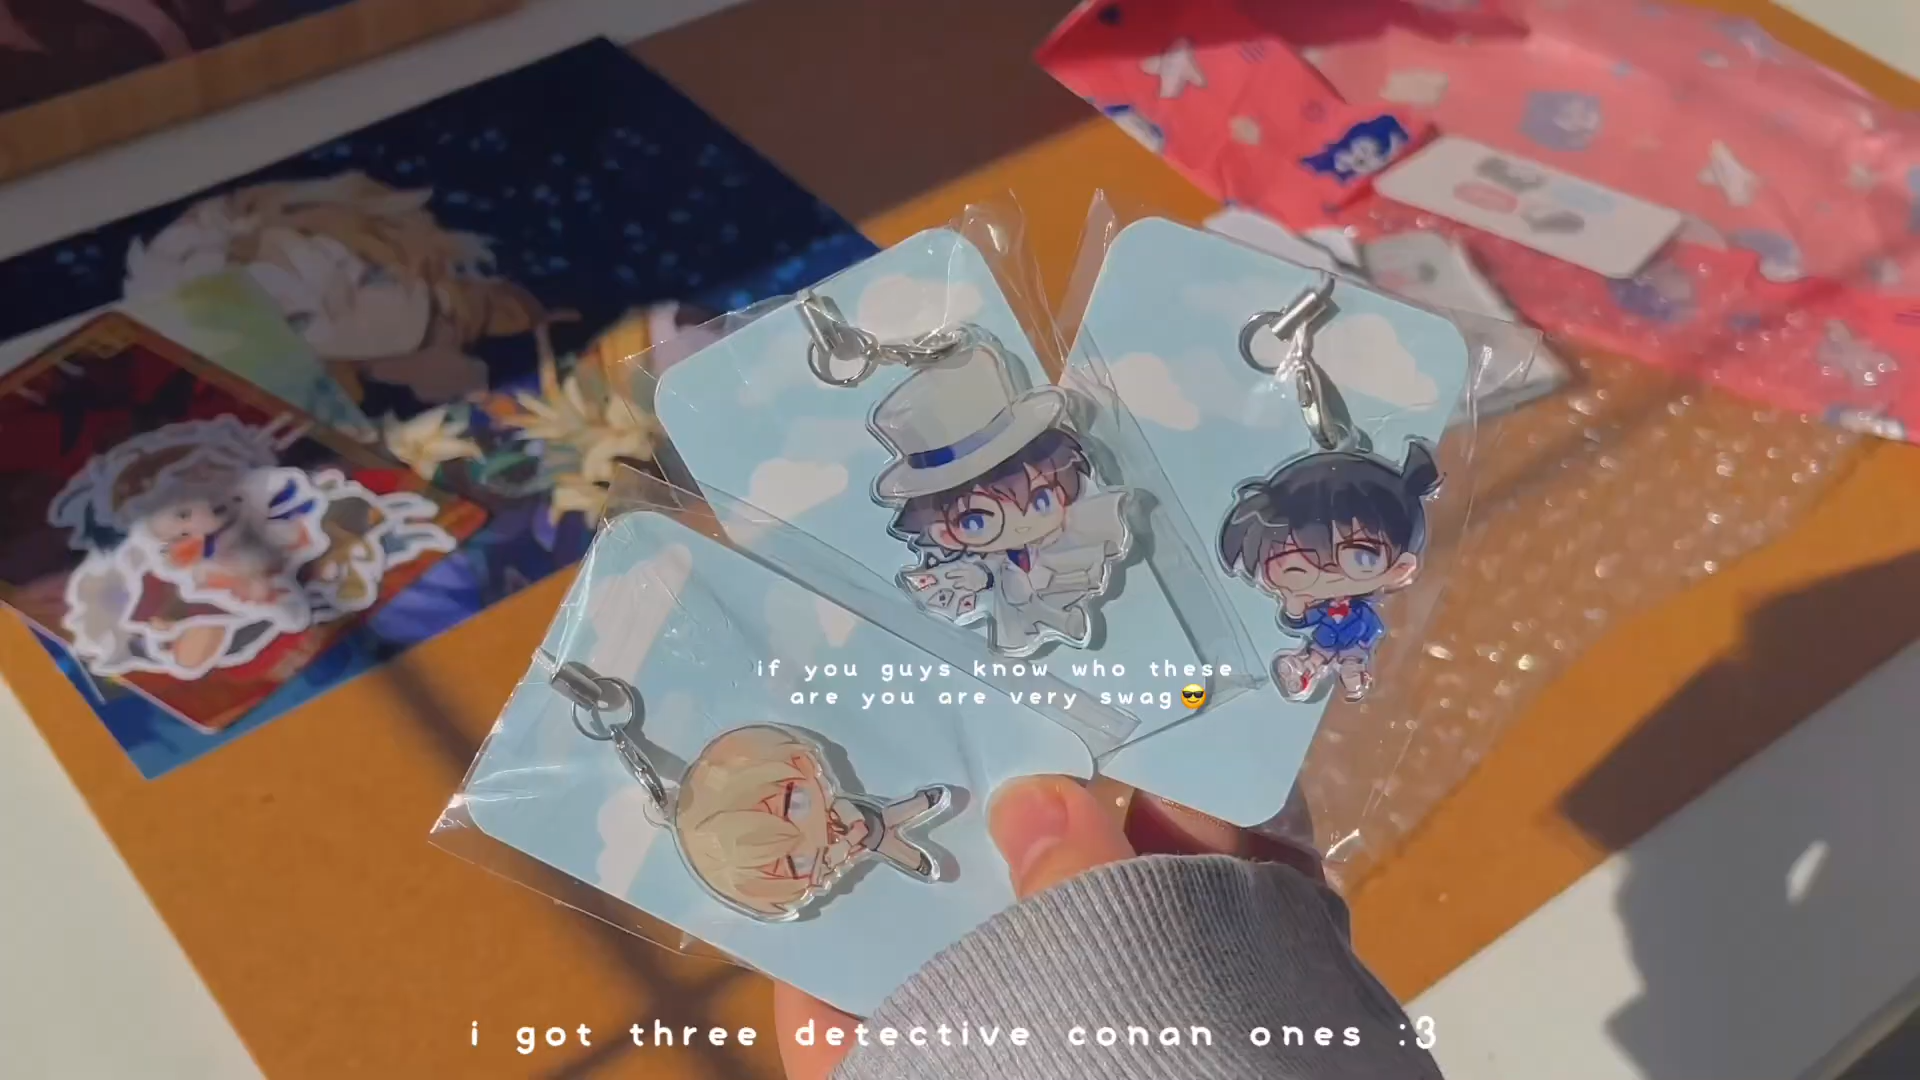 if you guys know who these
are you are very swag😎
i got three detective conan ones :3